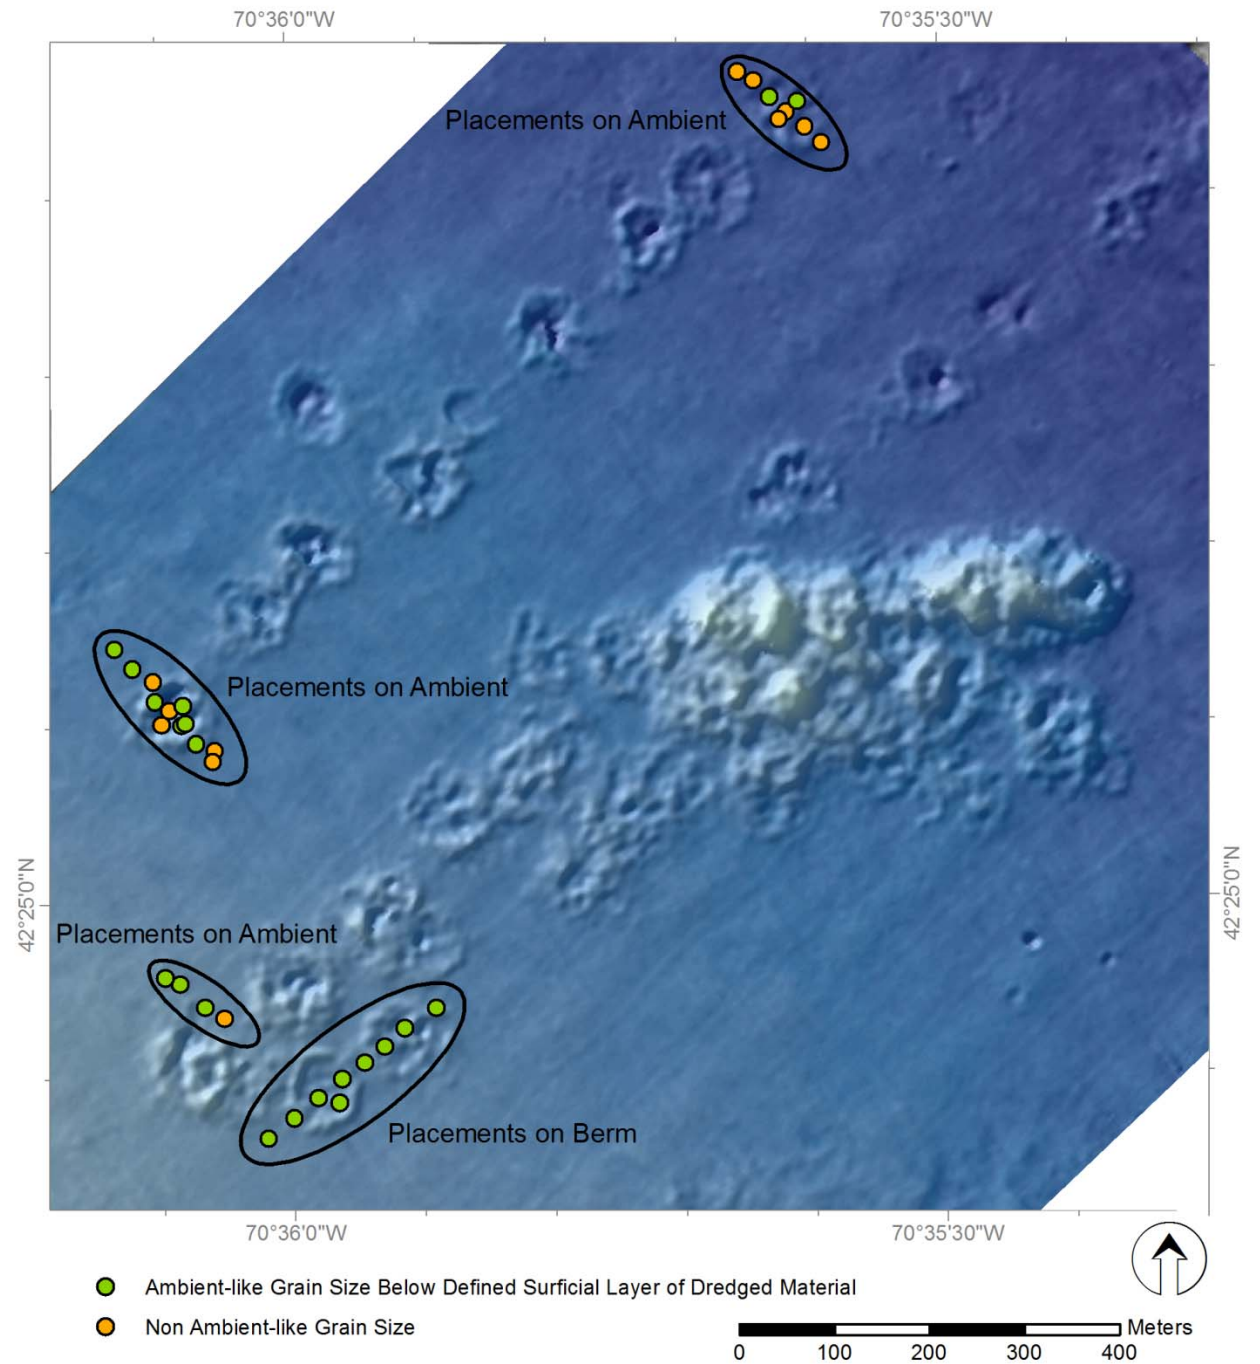 70°36'0"W
70°35'30"W
Placements on Ambient
Placements on Ambient
42°25'0"N
42°25'0"N
Placements on Ambient
Placements on Berm
70°36'0"W
70°35'30"W
Ambient-like Grain Size Below Defined Surficial Layer of Dredged Material
Non Ambient-like Grain Size
Meters
0 100 200 300 400